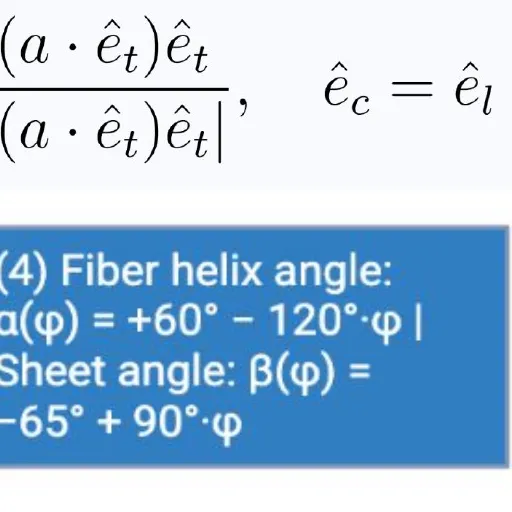 (a · ê_t)ê_t
(a · ê_t)ê_t| , ê_c = ê_l
(4) Fiber helix angle:
α(φ) = +60° − 120°·φ |
Sheet angle: β(φ) =
−65° + 90°·φ